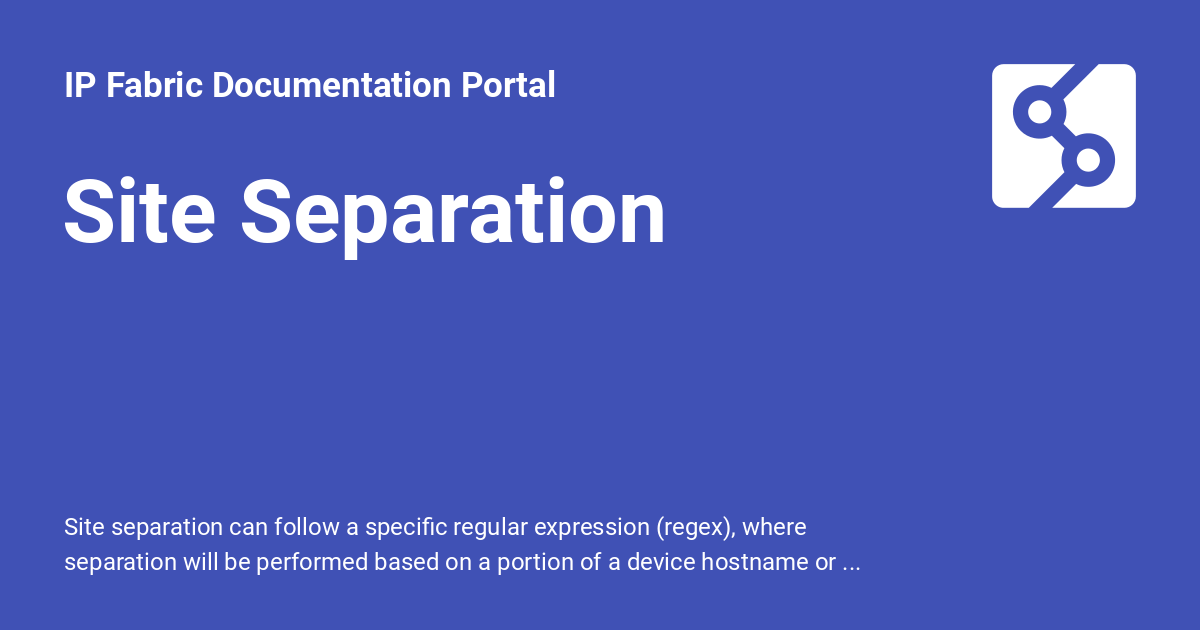 IP Fabric Documentation Portal
Site Separation
Site separation can follow a specific regular expression (regex), where
separation will be performed based on a portion of a device hostname or ...